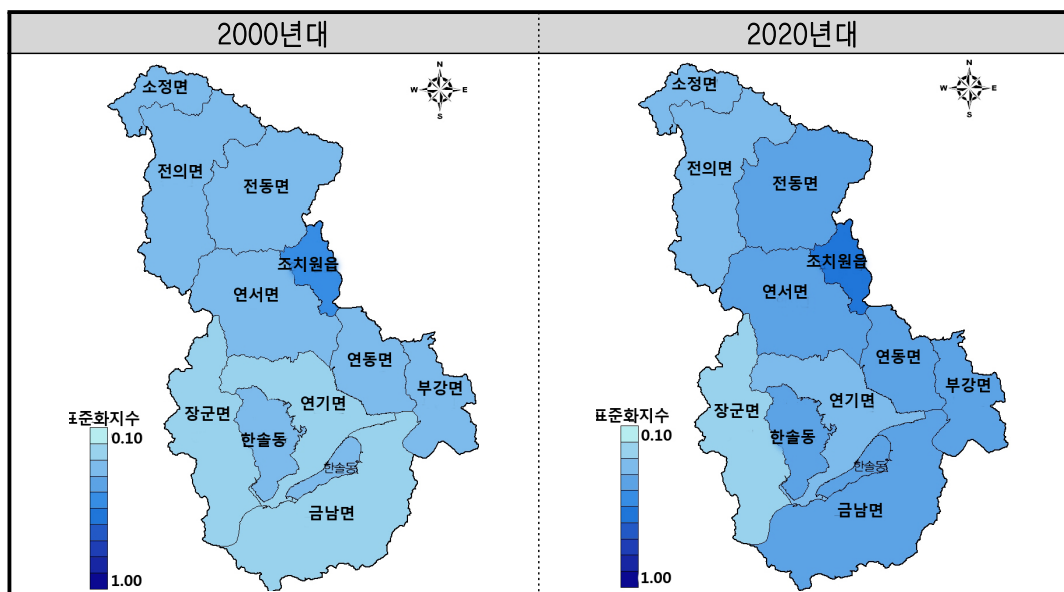 2000년대
2020년대
N
W E
S
소정면
전의면
전동면
조치원읍
연서면
연동면
부강면
장군면
연기면
한솔동
한솔동
금남면
표준화지수
0.10
1.00
N
W E
S
소정면
전의면
전동면
조치원읍
연서면
연동면
부강면
장군면
연기면
한솔동
한솔동
금남면
표준화지수
0.10
1.00